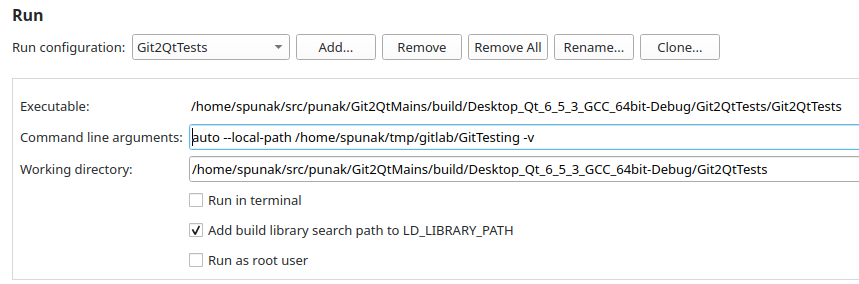 Run
Run configuration: Git2QtTests Add... Remove Remove All Rename... Clone...
Executable: /home/spunak/src/punak/Git2QtMains/build/Desktop_Qt_6_5_3_GCC_64bit-Debug/Git2QtTests/Git2QtTests
Command line arguments: auto --local-path /home/spunak/tmp/gitlab/GitTesting -v
Working directory: /home/spunak/src/punak/Git2QtMains/build/Desktop_Qt_6_5_3_GCC_64bit-Debug/Git2QtTests
Run in terminal
Add build library search path to LD_LIBRARY_PATH
Run as root user